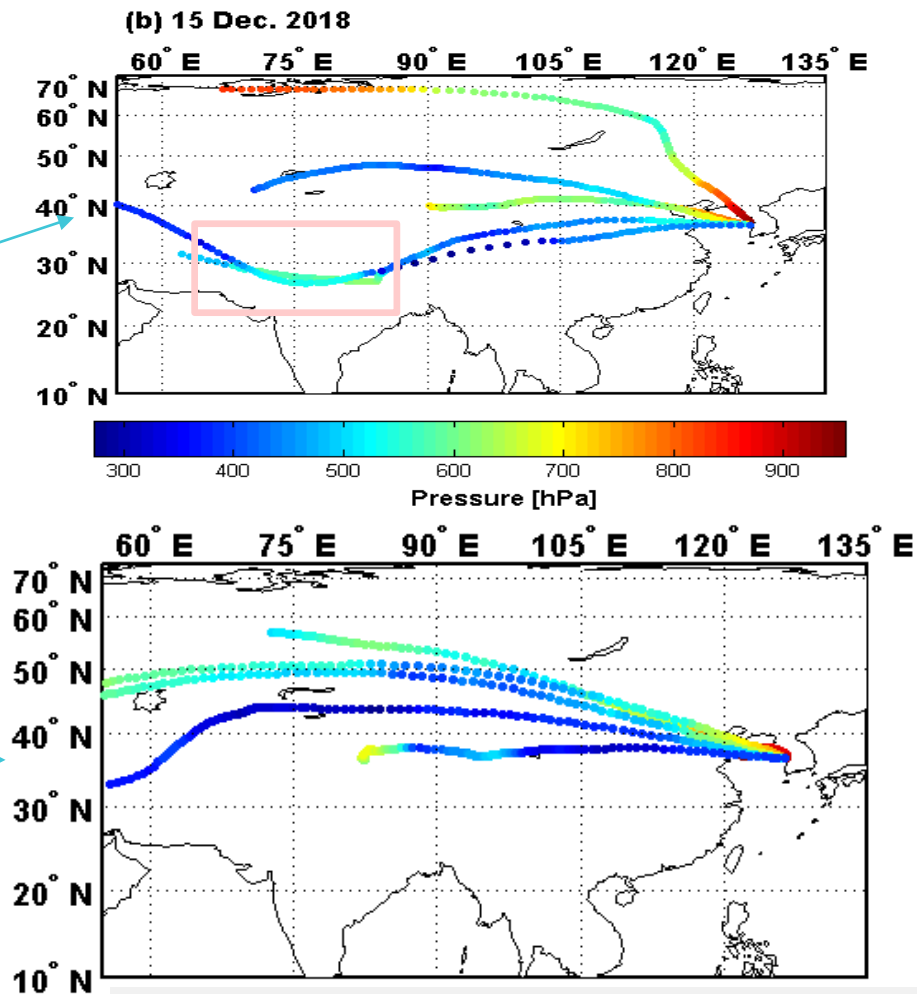 (b) 15 Dec. 2018
60° E 75° E 90° E 105° E 120° E 135° E
70° N
60° N
50° N
40° N
30° N
20° N
10° N
300 400 500 600 700 800 900
Pressure [hPa]
60° E 75° E 90° E 105° E 120° E 135° E
70° N
60° N
50° N
40° N
30° N
20° N
10° N